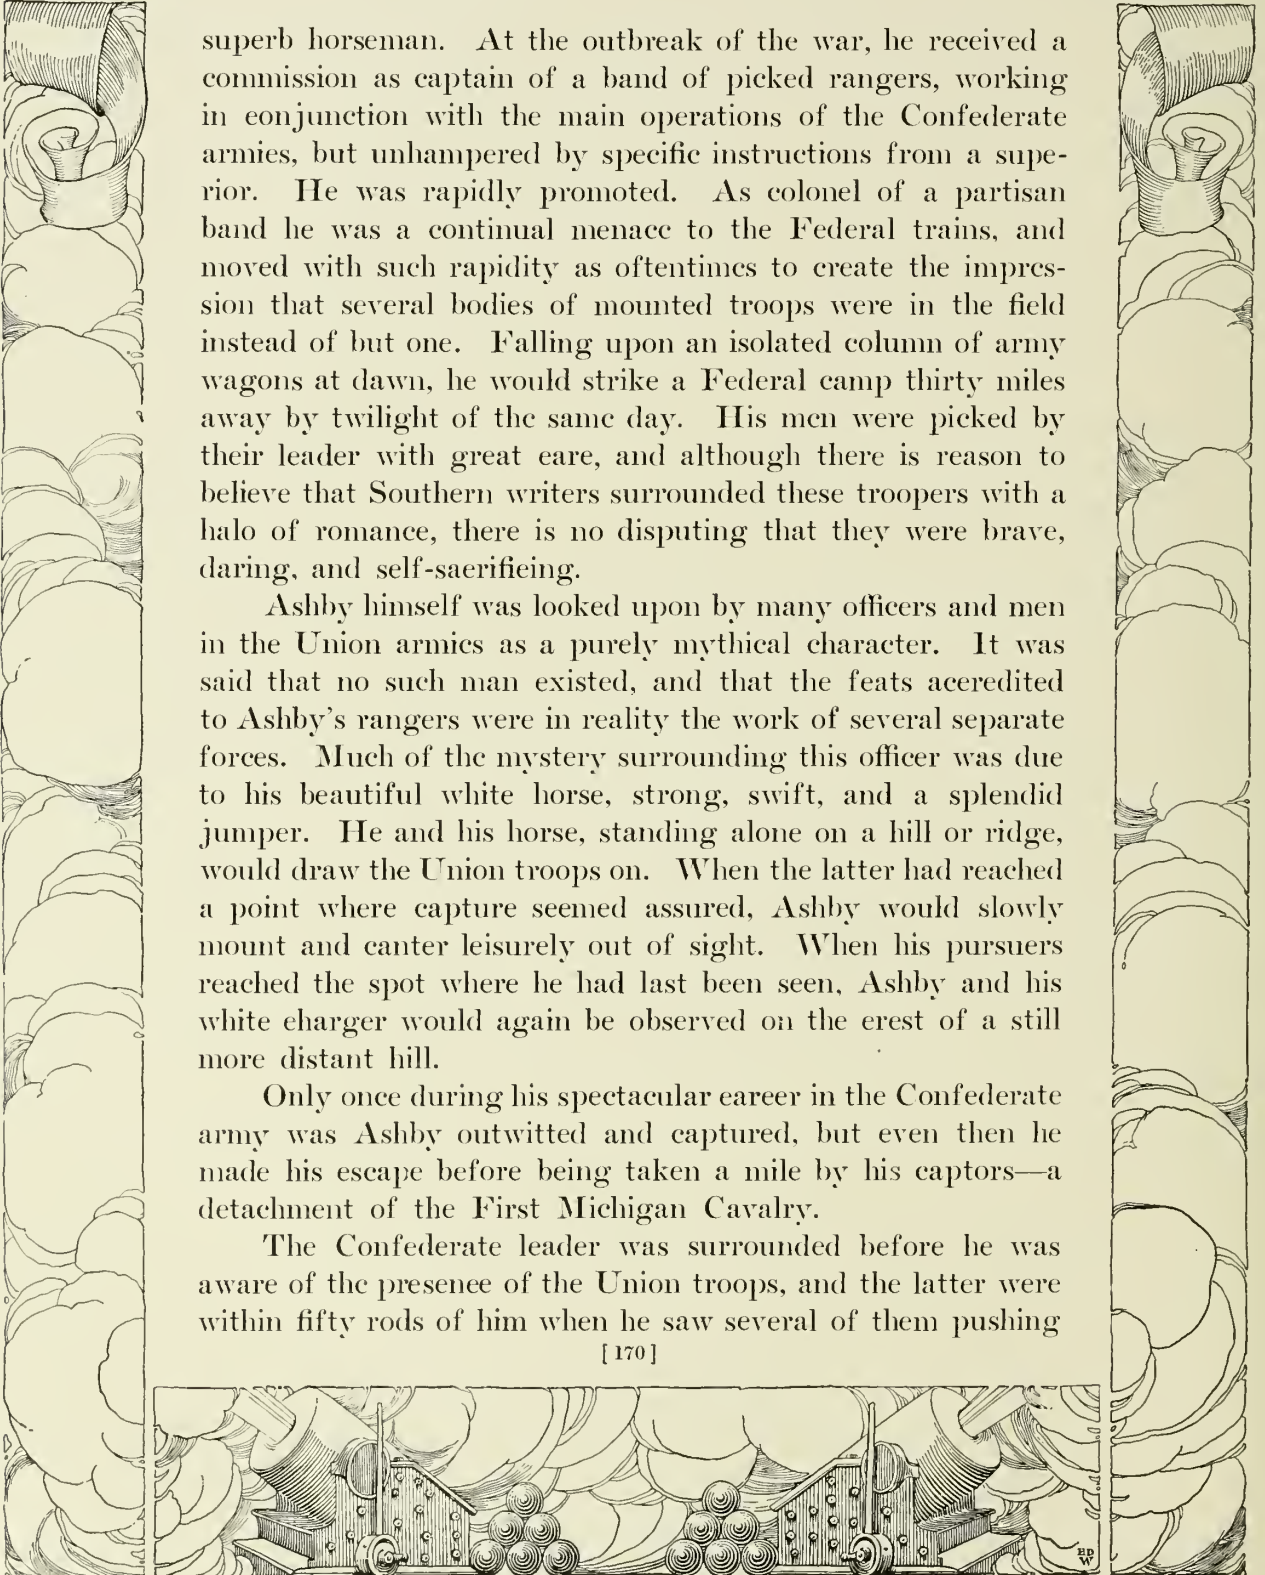 superb horseman. At the outbreak of the war, he received a
commission as captain of a band of picked rangers, working
in conjunction with the main operations of the Confederate
armies, but unhampered by specific instructions from a supe-
rior. He was rapidly promoted. As colonel of a partisan
band he was a continual menace to the Federal trains, and
moved with such rapidity as oftentimes to create the impres-
sion that several bodies of mounted troops were in the field
instead of but one. Falling upon an isolated column of army
wagons at dawn, he would strike a Federal camp thirty miles
away by twilight of the same day. His men were picked by
their leader with great care, and although there is reason to
believe that Southern writers surrounded these troopers with a
halo of romance, there is no disputing that they were brave,
daring, and self-sacrificing.
Ashby himself was looked upon by many officers and men
in the Union armies as a purely mythical character. It was
said that no such man existed, and that the feats accredited
to Ashby's rangers were in reality the work of several separate
forces. Much of the mystery surrounding this officer was due
to his beautiful white horse, strong, swift, and a splendid
jumper. He and his horse, standing alone on a hill or ridge,
would draw the Union troops on. When the latter had reached
a point where capture seemed assured, Ashby would slowly
mount and canter leisurely out of sight. When his pursuers
reached the spot where he had last been seen, Ashby and his
white charger would again be observed on the crest of a still
more distant hill.
Only once during his spectacular career in the Confederate
army was Ashby outwitted and captured, but even then he
made his escape before being taken a mile by his captors—a
detachment of the First Michigan Cavalry.
The Confederate leader was surrounded before he was
aware of the presence of the Union troops, and the latter were
within fifty rods of him when he saw several of them pushing
[170]
HD
W